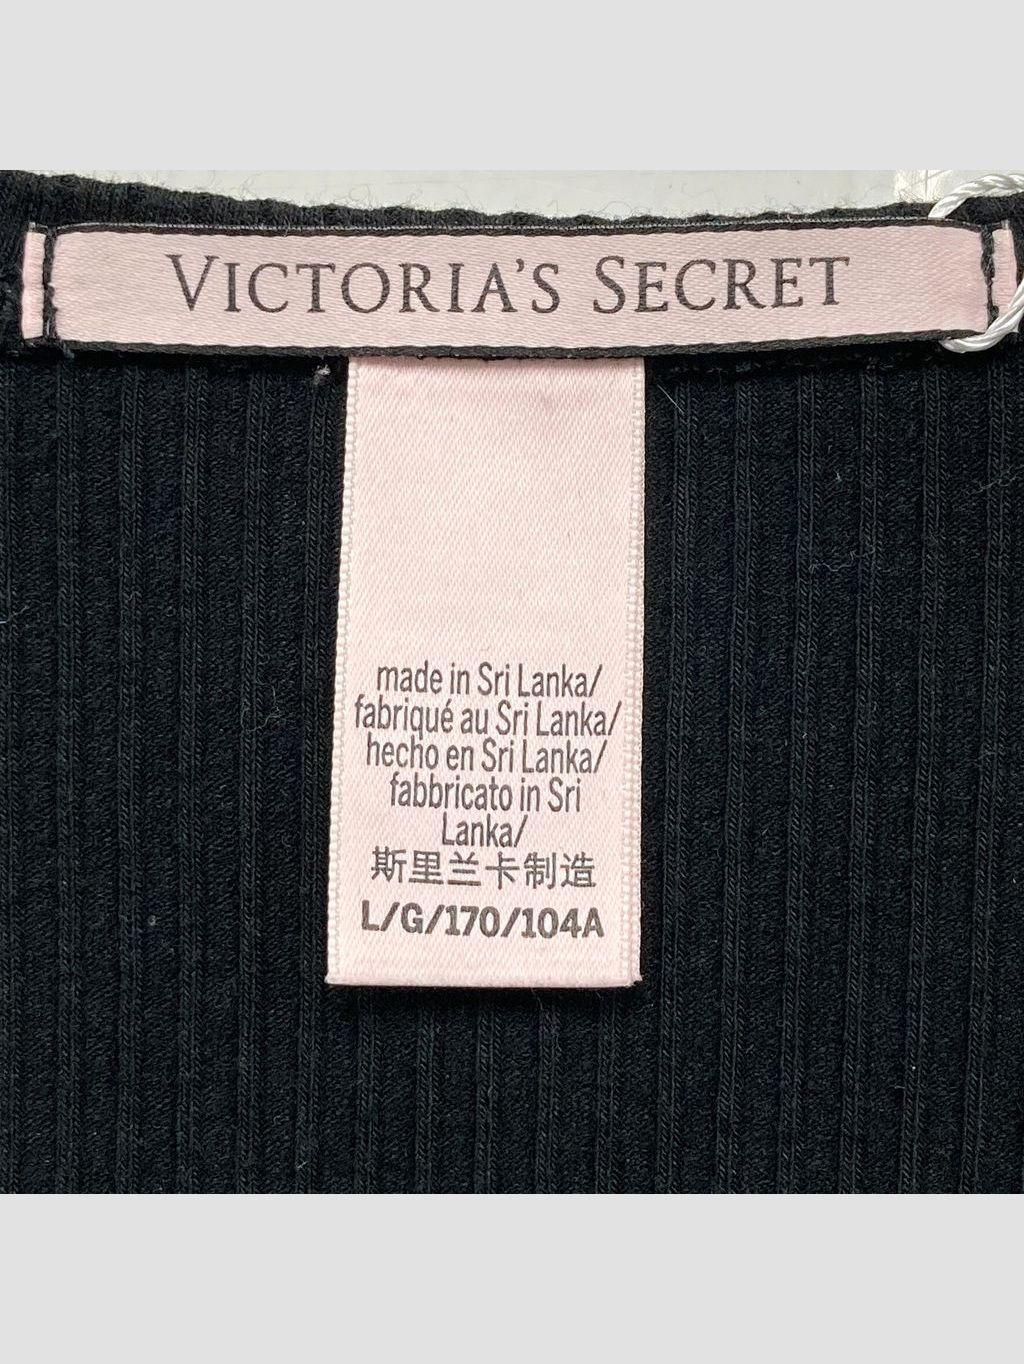 VICTORIA'S SECRET
made in Sri Lanka/
fabriqué au Sri Lanka/
hecho en Sri Lanka/
fabbricato in Sri
Lanka/
斯里兰卡制造
L/G/170/104A